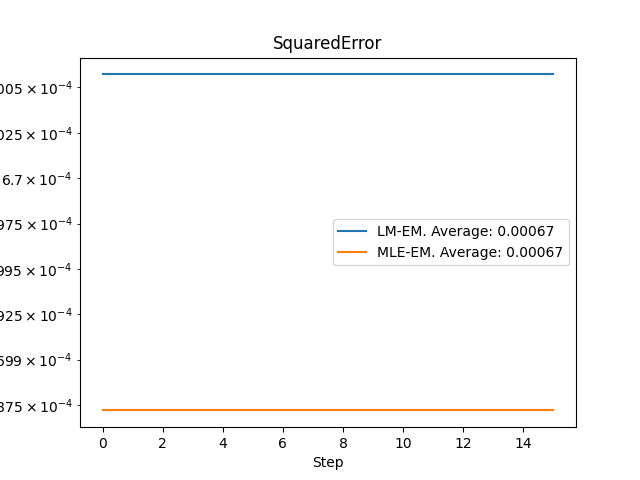 SquaredError
005 × 10⁻⁴
025 × 10⁻⁴
6.7 × 10⁻⁴
975 × 10⁻⁴
995 × 10⁻⁴
925 × 10⁻⁴
699 × 10⁻⁴
75 × 10⁻⁴
LM-EM. Average: 0.00067
MLE-EM. Average: 0.00067
0 2 4 6 8 10 12 14
Step